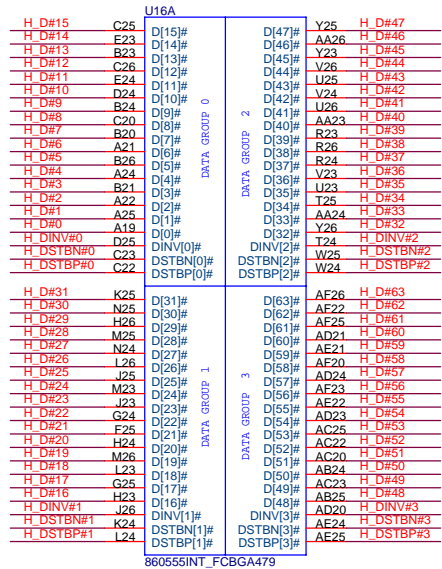 U16A
H_D#15 C25 D[15]# D[47]# Y25 H_D#47
H_D#14 E23 D[14]# D[46]# AA26 H_D#46
H_D#13 B23 D[13]# D[45]# Y23 H_D#45
H_D#12 C26 D[12]# D[44]# V26 H_D#44
H_D#11 E24 D[11]# D[43]# U25 H_D#43
H_D#10 D24 D[10]# D[42]# V24 H_D#42
H_D#9 B24 D[9]# D[41]# U26 H_D#41
H_D#8 C20 D[8]# D[40]# AA23 H_D#40
H_D#7 B20 D[7]# D[39]# R23 H_D#39
H_D#6 A21 D[6]# D[38]# R26 H_D#38
H_D#5 B26 D[5]# D[37]# R24 H_D#37
H_D#4 A24 D[4]# D[36]# V23 H_D#36
H_D#3 B21 D[3]# D[35]# U23 H_D#35
H_D#2 A22 D[2]# D[34]# T25 H_D#34
H_D#1 A25 D[1]# D[33]# AA24 H_D#33
H_D#0 A19 D[0]# D[32]# Y26 H_D#32
H_DINV#0 D25 DINV[0]# DINV[2]# T24 H_DINV#2
H_DSTBN#0 C23 DSTBN[0]# DSTBN[2]# W25 H_DSTBN#2
H_DSTBP#0 C22 DSTBP[0]# DSTBP[2]# W24 H_DSTBP#2
DATA GROUP 0
DATA GROUP 2
H_D#31 K25 D[31]# D[63]# AF26 H_D#63
H_D#30 N25 D[30]# D[62]# AF22 H_D#62
H_D#29 H26 D[29]# D[61]# AF25 H_D#61
H_D#28 M25 D[28]# D[60]# AD21 H_D#60
H_D#27 N24 D[27]# D[59]# AE21 H_D#59
H_D#26 L26 D[26]# D[58]# AF20 H_D#58
H_D#25 J25 D[25]# D[57]# AD24 H_D#57
H_D#24 M23 D[24]# D[56]# AF23 H_D#56
H_D#23 J23 D[23]# D[55]# AE22 H_D#55
H_D#22 G24 D[22]# D[54]# AD23 H_D#54
H_D#21 F25 D[21]# D[53]# AC25 H_D#53
H_D#20 H24 D[20]# D[52]# AC22 H_D#52
H_D#19 M26 D[19]# D[51]# AC20 H_D#51
H_D#18 L23 D[18]# D[50]# AB24 H_D#50
H_D#17 G25 D[17]# D[49]# AC23 H_D#49
H_D#16 H23 D[16]# D[48]# AB25 H_D#48
H_DINV#1 J26 DINV[1]# DINV[3]# AD20 H_DINV#3
H_DSTBN#1 K24 DSTBN[1]# DSTBN[3]# AE24 H_DSTBN#3
H_DSTBP#1 L24 DSTBP[1]# DSTBP[3]# AE25 H_DSTBP#3
DATA GROUP 1
DATA GROUP 3
860555INT_FCBGA479